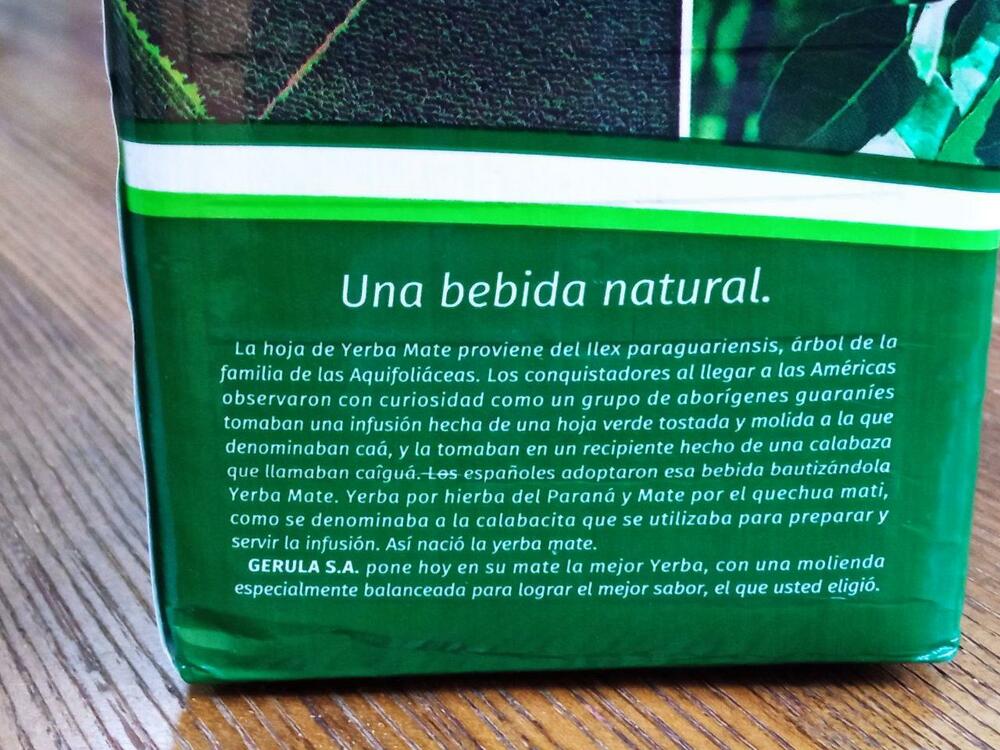 Una bebida natural.
La hoja de Yerba Mate proviene del Ilex paraguariensis, árbol de la
familia de las Aquifoliáceas. Los conquistadores al llegar a las Américas
observaron con curiosidad como un grupo de aborígenes guaraníes
tomaban una infusión hecha de una hoja verde tostada y molida a la que
denominaban caá, y la tomaban en un recipiente hecho de una calabaza
que llamaban caîguá. Los españoles adoptaron esa bebida bautizándola
Yerba Mate. Yerba por hierba del Paraná y Mate por el quechua mati,
como se denominaba a la calabacita que se utilizaba para preparar y
servir la infusión. Así nació la yerba mate.
GERULA S.A. pone hoy en su mate la mejor Yerba, con una molienda
especialmente balanceada para lograr el mejor sabor, el que usted eligió.